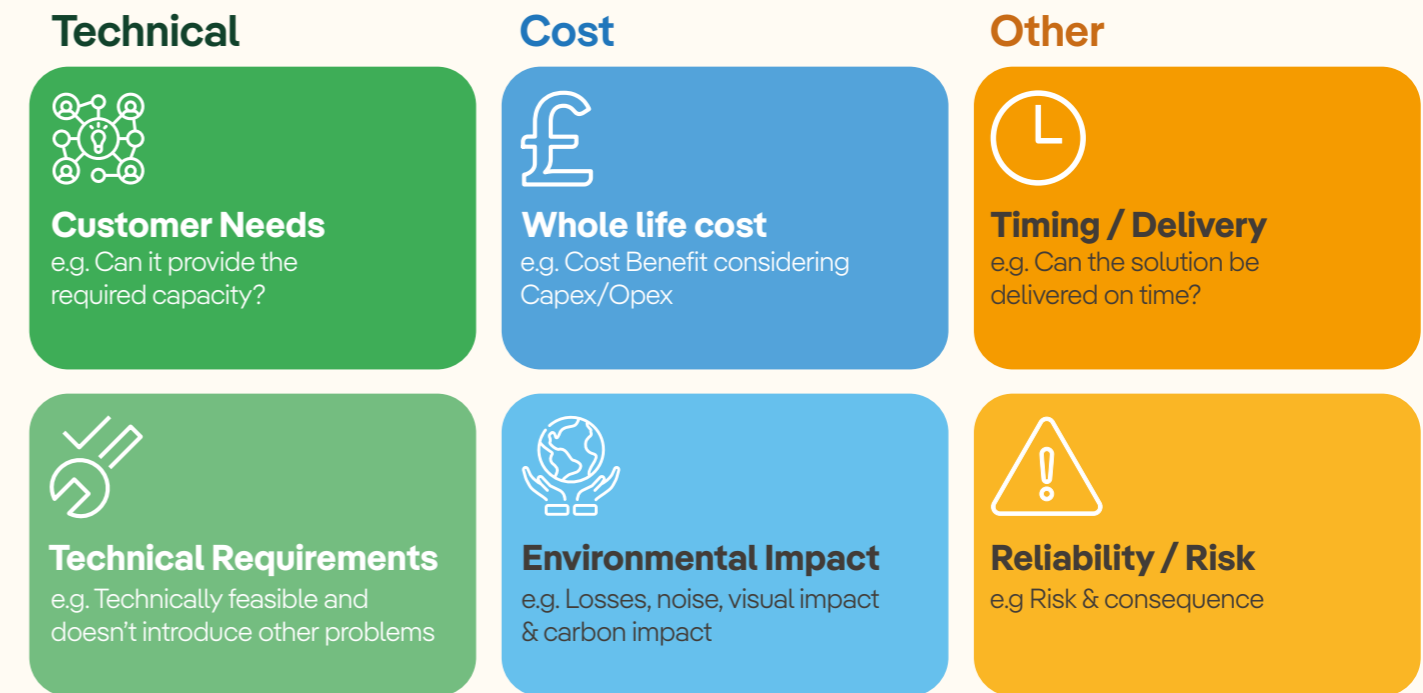 Technical
Cost
Other
Customer Needs
e.g. Can it provide the
required capacity?
£
Whole life cost
e.g. Cost Benefit considering
Capex/Opex
Timing / Delivery
e.g. Can the solution be
delivered on time?
Technical Requirements
e.g. Technically feasible and
doesn't introduce other problems
Environmental Impact
e.g. Losses, noise, visual impact
& carbon impact
Reliability / Risk
e.g Risk & consequence